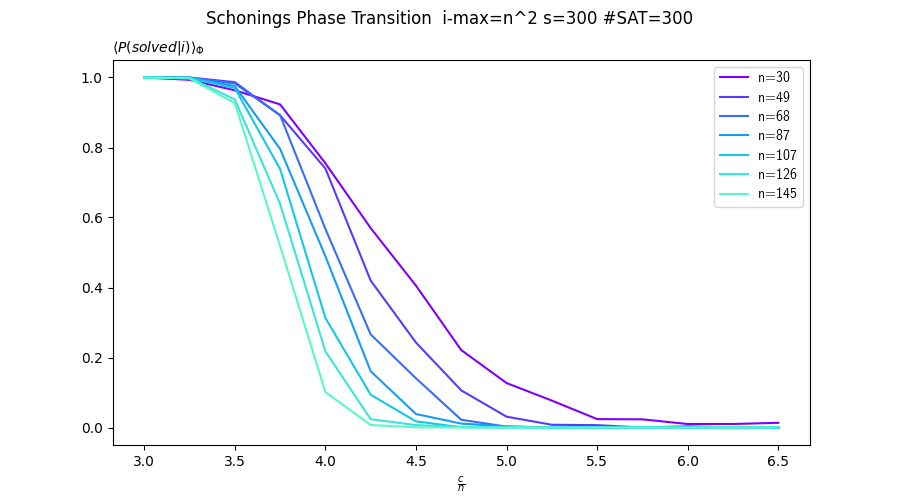 Schonings Phase Transition  i-max=n^2 s=300 #SAT=300
⟨P(solved|i)⟩Φ
1.0
0.8
0.6
0.4
0.2
0.0
n=30
n=49
n=68
n=87
n=107
n=126
n=145
3.0 3.5 4.0 4.5 5.0 5.5 6.0 6.5
c/n